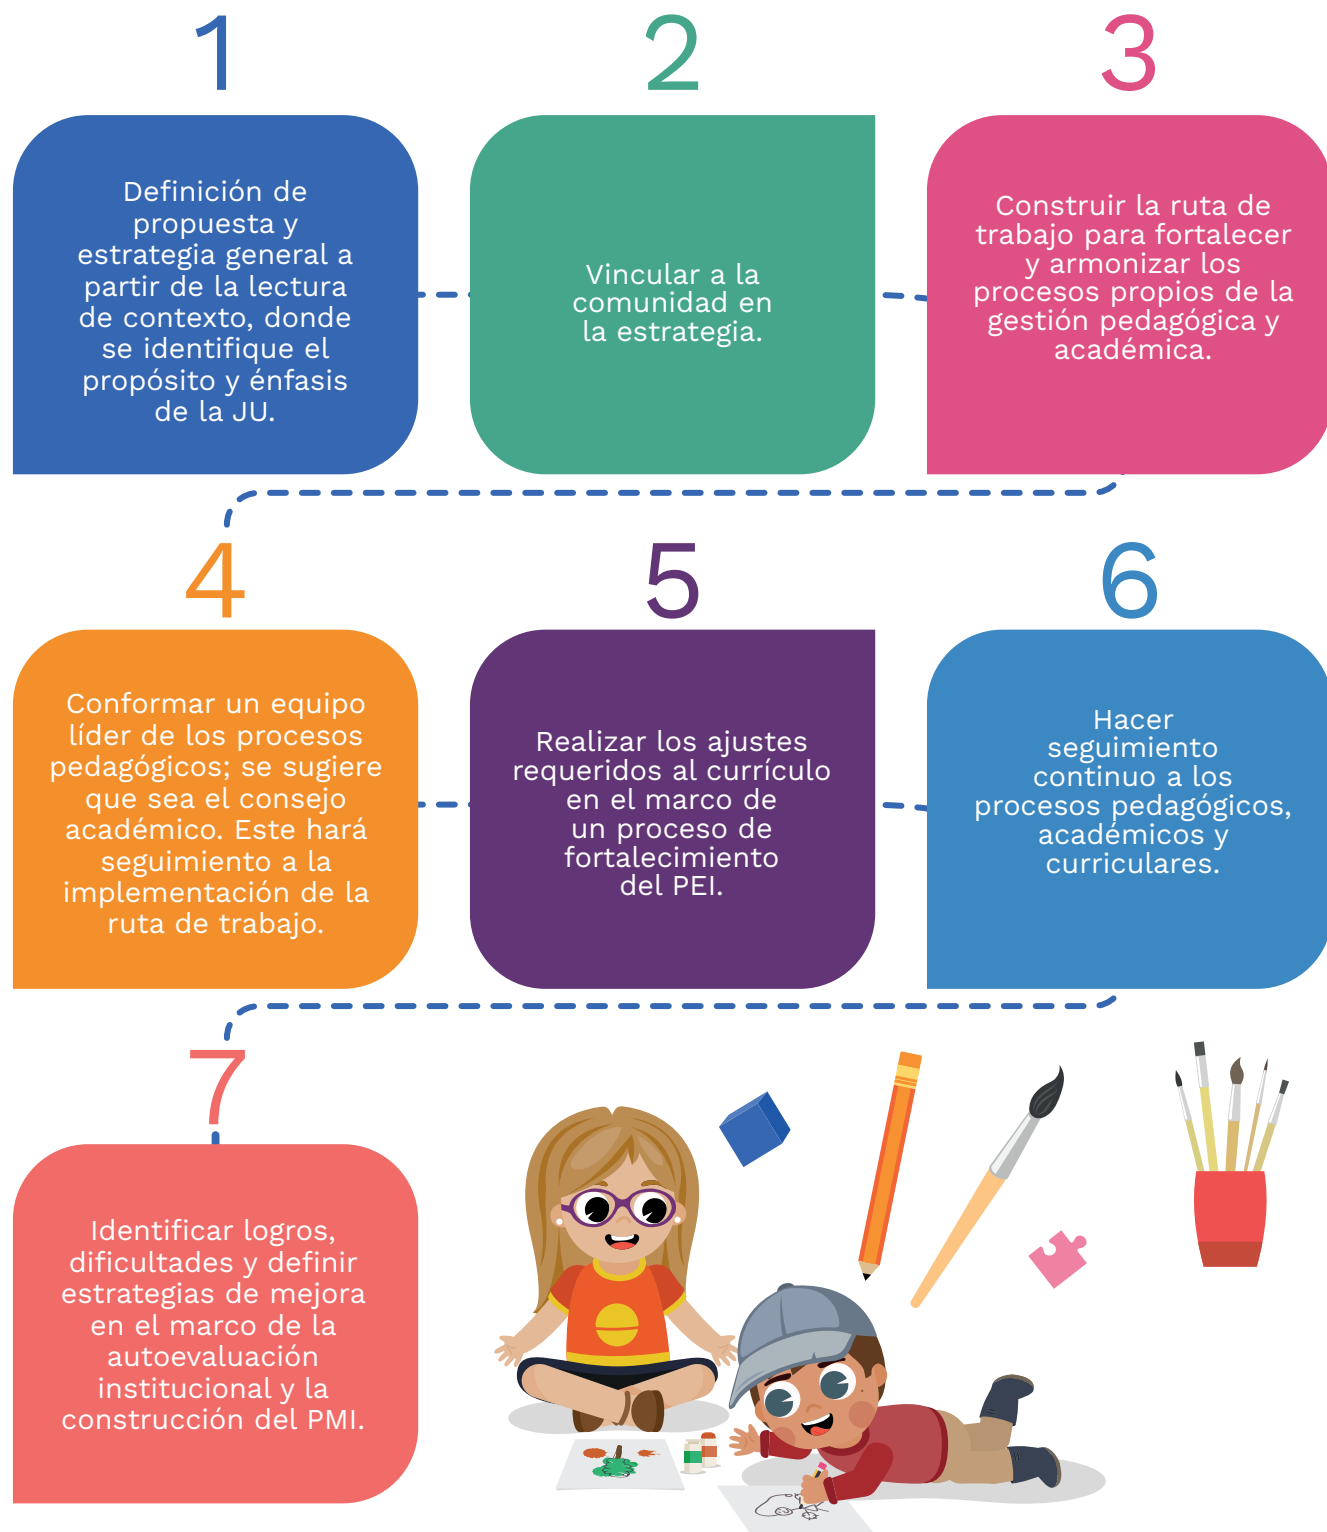 1
Definición de
propuesta y
estrategia general a
partir de la lectura
de contexto, donde
se identifique el
propósito y énfasis
de la JU.
2
Vincular a la
comunidad en
la estrategia.
3
Construir la ruta de
trabajo para fortalecer
y armonizar los
procesos propios de la
gestión pedagógica y
académica.
4
Conformar un equipo
líder de los procesos
pedagógicos; se sugiere
que sea el consejo
académico. Este hará
seguimiento a la
implementación de la
ruta de trabajo.
5
Realizar los ajustes
requeridos al currículo
en el marco de
un proceso de
fortalecimiento
del PEI.
6
Hacer
seguimiento
continuo a los
procesos pedagógicos,
académicos y
curriculares.
7
Identificar logros,
dificultades y definir
estrategias de mejora
en el marco de la
autoevaluación
institucional y la
construcción del PMI.